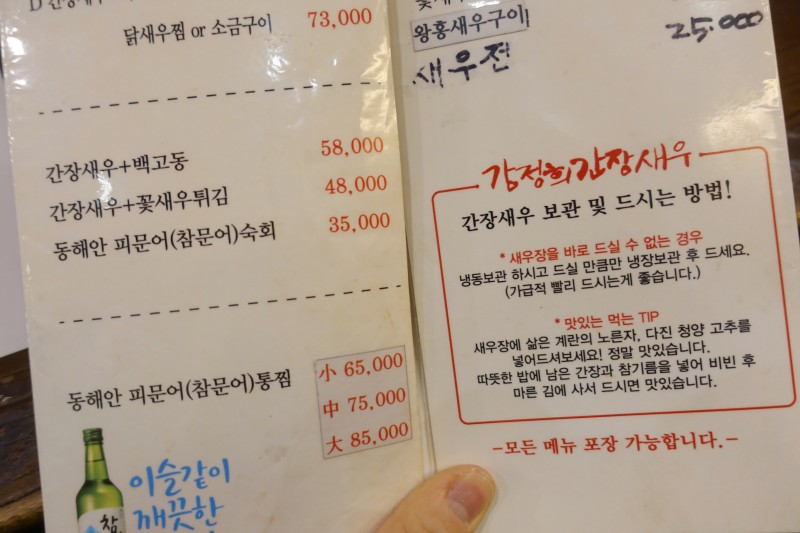 D 간장새우
닭새우찜 or 소금구이 73,000
간장새우+백고동 58,000
간장새우+꽃새우튀김 48,000
동해안 피문어(참문어)숙회 35,000
동해안 피문어(참문어)통찜
小 65,000
中 75,000
大 85,000
이슬같이
깨끗한
참
왕홍새우구이
새우전 25.000
감정희간장새우
간장새우 보관 및 드시는 방법!
* 새우장을 바로 드실 수 없는 경우
냉동보관 하시고 드실 만큼만 냉장보관 후 드세요.
(가급적 빨리 드시는게 좋습니다.)
* 맛있는 먹는 TIP
새우장에 삶은 계란의 노른자, 다진 청양 고추를
넣어드셔보세요! 정말 맛있습니다.
따뜻한 밥에 남은 간장과 참기름을 넣어 비빈 후
마른 김에 사서 드시면 맛있습니다.
-모든 메뉴 포장 가능합니다.-